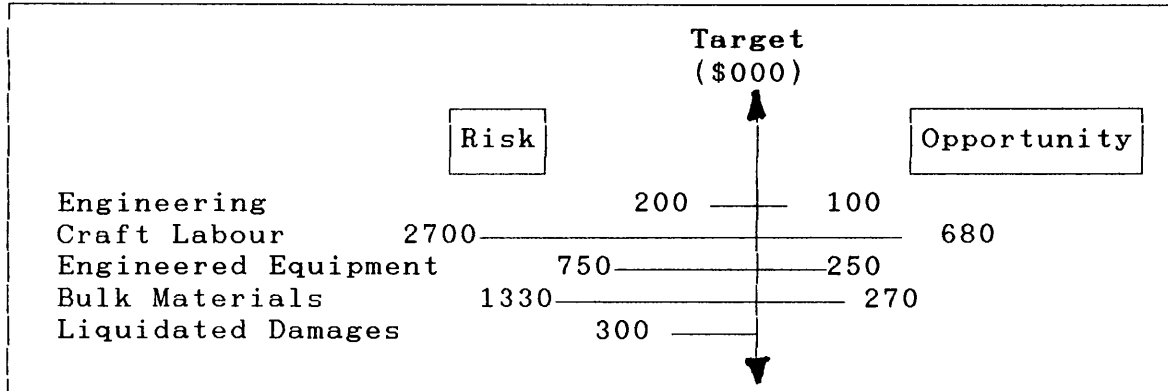 Target
($000)
Risk Opportunity
Engineering 200 100
Craft Labour 2700 680
Engineered Equipment 750 250
Bulk Materials 1330 270
Liquidated Damages 300